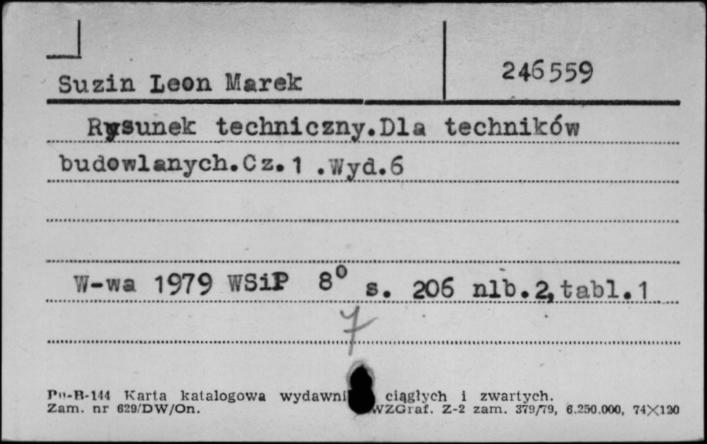 Suzin Leon Marek 246559
Rysunek techniczny.Dla techników
budowlanych.Cz.1 .Wyd.6
W-wa 1979 WSiP 8° s. 206 nlb.2,tabl.1
7
Pu-B-144 Karta katalogowa ciągłych i zwartych.
Zam. nr 629/DW/On. WZGraf. Z-2 zam. 379/79, 6.250.000, 74×120